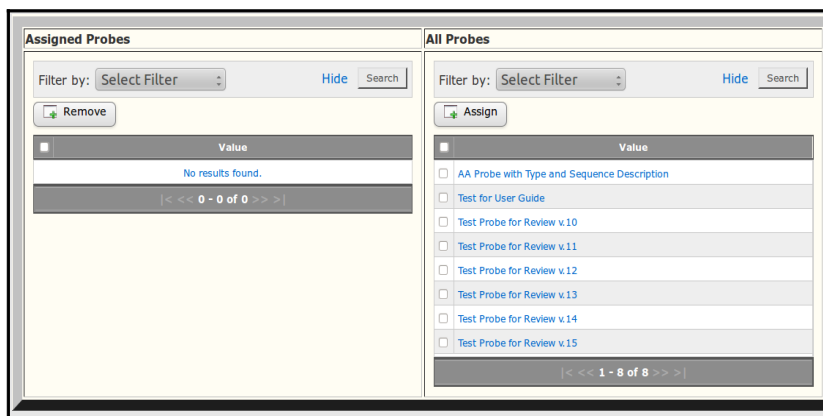 Assigned Probes
Filter by: Select Filter Hide Search
Remove
Value
No results found.
|< << 0 - 0 of 0 >> >|
All Probes
Filter by: Select Filter Hide Search
Assign
Value
AA Probe with Type and Sequence Description
Test for User Guide
Test Probe for Review v.10
Test Probe for Review v.11
Test Probe for Review v.12
Test Probe for Review v.13
Test Probe for Review v.14
Test Probe for Review v.15
|< << 1 - 8 of 8 >> >|